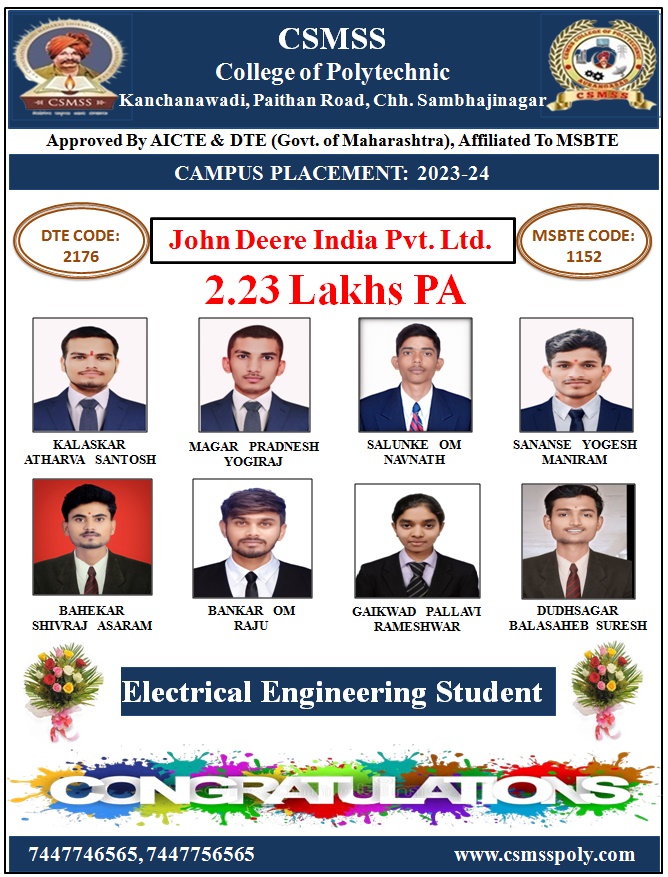 CSMSS
College of Polytechnic
Kanchanawadi, Paithan Road, Chh. Sambhajinagar
CSMSS
CSMSS
Approved By AICTE & DTE (Govt. of Maharashtra), Affiliated To MSBTE
CAMPUS PLACEMENT: 2023-24
DTE CODE:
2176
John Deere India Pvt. Ltd.
MSBTE CODE:
1152
2.23 Lakhs PA
KALASKAR
ATHARVA SANTOSH
MAGAR PRADNESH
YOGIRAJ
SALUNKE OM
NAVNATH
SANANSE YOGESH
MANIRAM
BAHEKAR
SHIVRAJ ASARAM
BANKAR OM
RAJU
GAIKWAD PALLAVI
RAMESHWAR
DUDHSAGAR
BALASAHEB SURESH
Electrical Engineering Student
CONGRATULATIONS
7447746565, 7447756565
www.csmsspoly.com